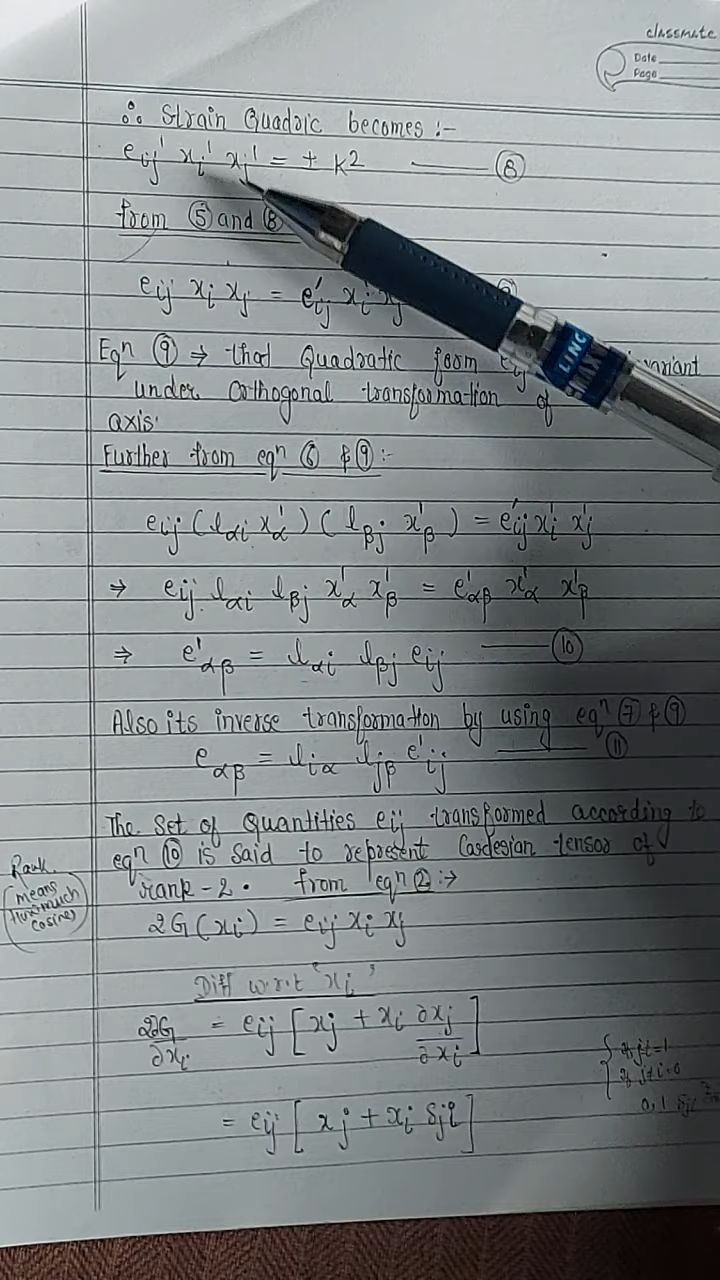 classmate
Date
Page
∴ Strain Quadric becomes :-
eij' xi' xj' = ± K² —— ⑧
from ⑤ and ⑧
eij xi xj = e'ij xi' xj'
Eqn ⑨ ⇒ that Quadratic form eij variant
under orthogonal transformation of
axis.
Further from eqn ⑥ & ⑨ :-
eij (lαi x'α) ( lβj x'β ) = e'ij x'i x'j
⇒ eij lαi lβj x'α x'β = e'αβ x'α x'β
⇒ e'αβ = lαi lβj eij —— ⑩
Also its inverse transformation by using eqn ⑦ & ⑨
eαβ = liα ljβ e'ij —— ⑪
The set of Quantities eij transformed according to
eqn ⑩ is said to represent Casdesian tensor of
rank - 2. from eqn ② :→
Rank
means
how much
cosines
2G(xi) = eij xi xj
Diff w.r.t 'xi'
2∂G/∂xi = eij [ xj + xi ∂xj/∂xi ]
= eij [ xj + xi δji ]
LINC